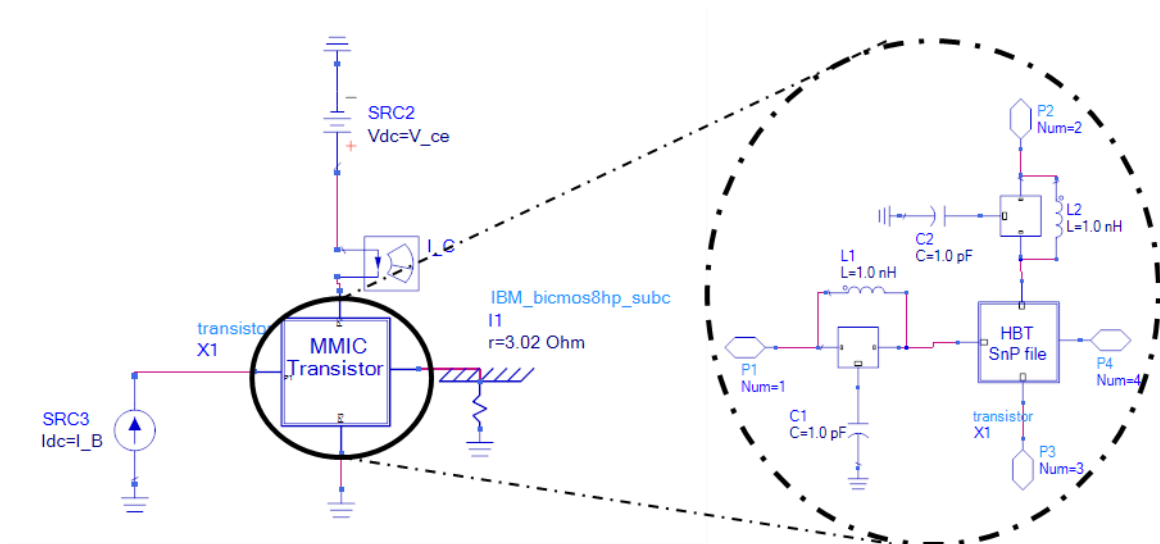 SRC2
Vdc=V_ce
I_C
IBM_bicmos8hp_subc
I1
r=3.02 Ohm
transistor
X1
MMIC
Transistor
P1
SRC3
Idc=I_B
P2
Num=2
L2
L=1.0 nH
C2
C=1.0 pF
L1
L=1.0 nH
HBT
SnP file
P1
Num=1
P4
Num=4
C1
C=1.0 pF
transistor
X1
P3
Num=3